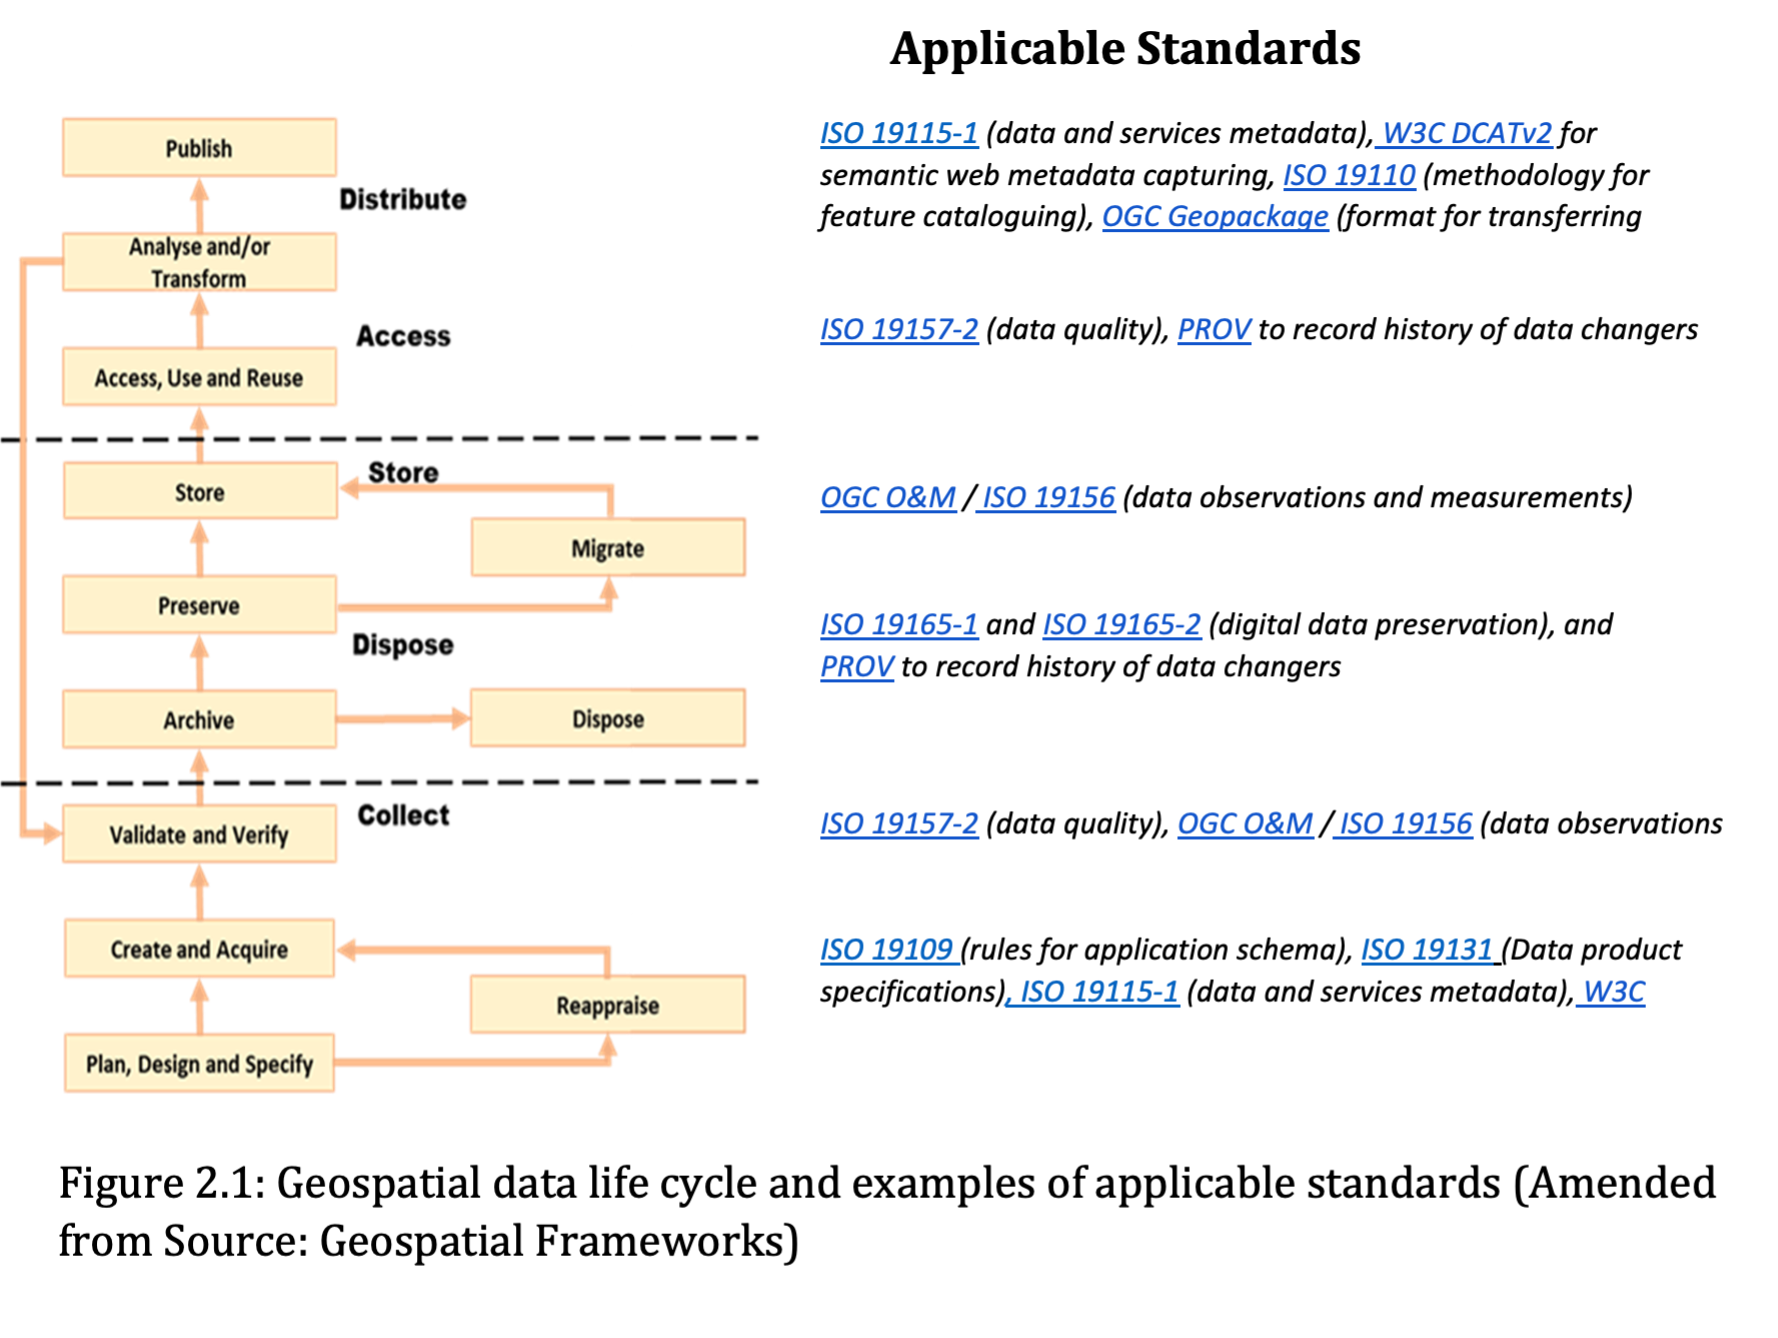 Applicable Standards
Publish
Distribute
Analyse and/or
Transform
Access
Access, Use and Reuse
Store
Store
Migrate
Preserve
Dispose
Archive
Dispose
Collect
Validate and Verify
Create and Acquire
Reappraise
Plan, Design and Specify
ISO 19115-1 (data and services metadata), W3C DCATv2 for
semantic web metadata capturing, ISO 19110 (methodology for
feature cataloguing), OGC Geopackage (format for transferring
ISO 19157-2 (data quality), PROV to record history of data changers
OGC O&M / ISO 19156 (data observations and measurements)
ISO 19165-1 and ISO 19165-2 (digital data preservation), and
PROV to record history of data changers
ISO 19157-2 (data quality), OGC O&M / ISO 19156 (data observations
ISO 19109 (rules for application schema), ISO 19131 (Data product
specifications), ISO 19115-1 (data and services metadata), W3C
Figure 2.1: Geospatial data life cycle and examples of applicable standards (Amended
from Source: Geospatial Frameworks)